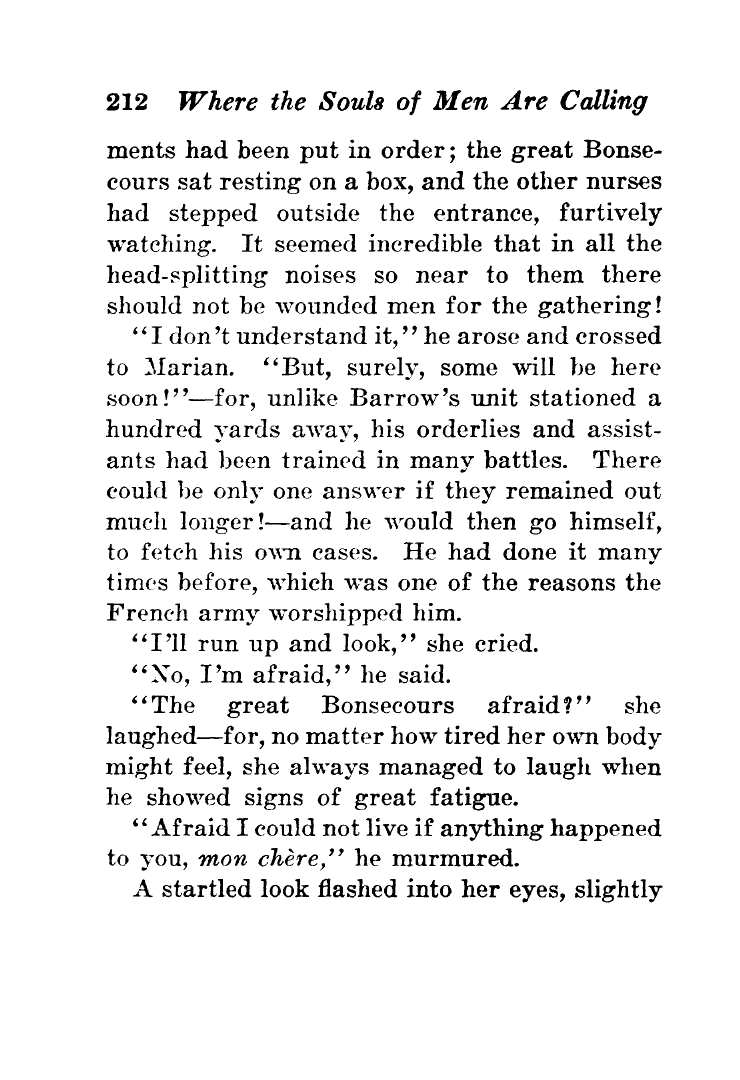 212 Where the Souls of Men Are Calling
ments had been put in order; the great Bonse-
cours sat resting on a box, and the other nurses
had stepped outside the entrance, furtively
watching. It seemed incredible that in all the
head-splitting noises so near to them there
should not be wounded men for the gathering!
“I don’t understand it,” he arose and crossed
to Marian. “But, surely, some will be here
soon!”—for, unlike Barrow’s unit stationed a
hundred yards away, his orderlies and assist-
ants had been trained in many battles. There
could be only one answer if they remained out
much longer!—and he would then go himself,
to fetch his own cases. He had done it many
times before, which was one of the reasons the
French army worshipped him.
“I’ll run up and look,” she cried.
“No, I’m afraid,” he said.
“The great Bonsecours afraid?” she
laughed—for, no matter how tired her own body
might feel, she always managed to laugh when
he showed signs of great fatigue.
“Afraid I could not live if anything happened
to you, mon chère,” he murmured.
A startled look flashed into her eyes, slightly